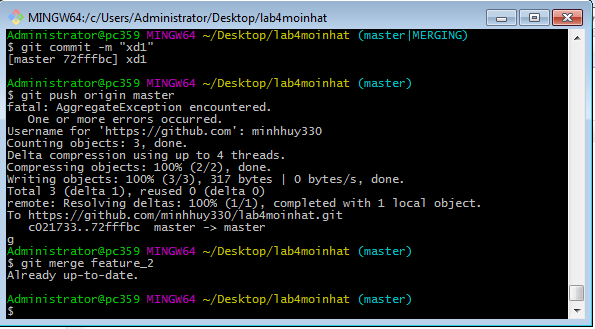 MINGW64:/c/Users/Administrator/Desktop/lab4moinhat
Administrator@pc359 MINGW64 ~/Desktop/lab4moinhat (master|MERGING)
$ git commit -m "xd1"
[master 72fffbc] xd1
Administrator@pc359 MINGW64 ~/Desktop/lab4moinhat (master)
$ git push origin master
fatal: AggregateException encountered.
   One or more errors occurred.
Username for 'https://github.com': minhhuy330
Counting objects: 3, done.
Delta compression using up to 4 threads.
Compressing objects: 100% (2/2), done.
Writing objects: 100% (3/3), 317 bytes | 0 bytes/s, done.
Total 3 (delta 1), reused 0 (delta 0)
remote: Resolving deltas: 100% (1/1), completed with 1 local object.
To https://github.com/minhhuy330/lab4moinhat.git
   c021733..72fffbc  master -> master
g
Administrator@pc359 MINGW64 ~/Desktop/lab4moinhat (master)
$ git merge feature_2
Already up-to-date.
Administrator@pc359 MINGW64 ~/Desktop/lab4moinhat (master)
$